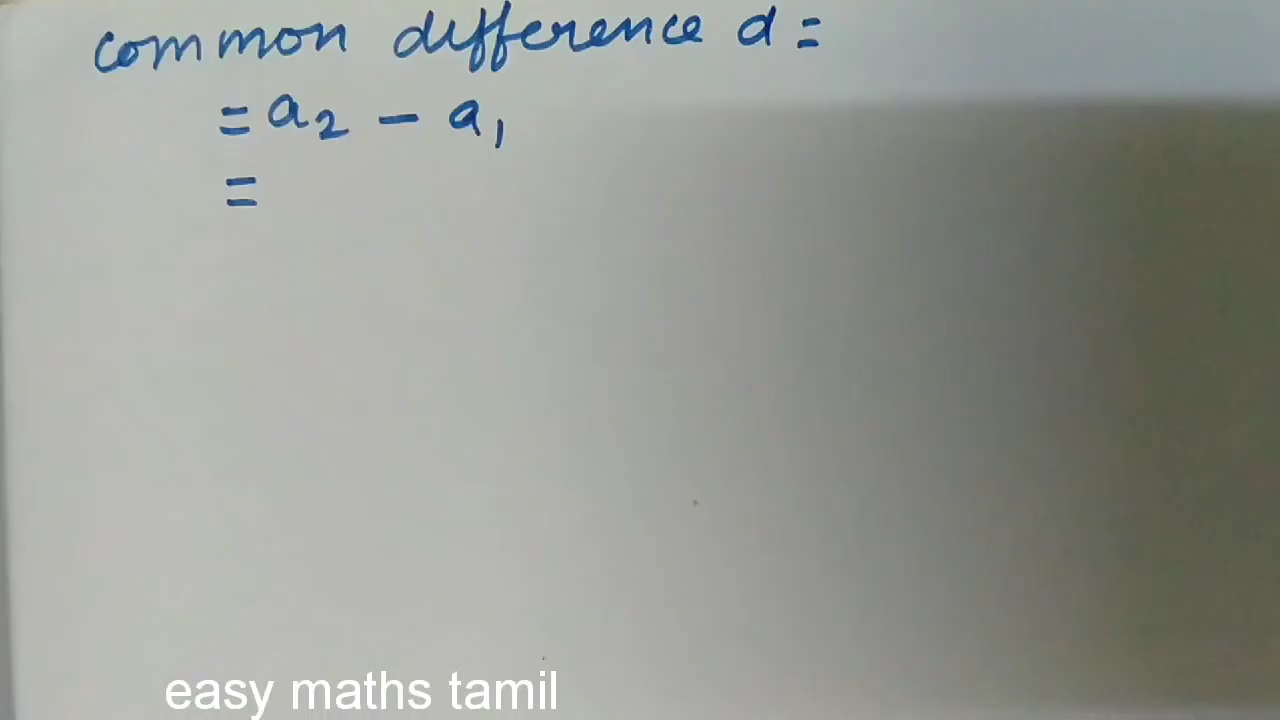 common difference d =
= a₂ - a₁
=
easy maths tamil